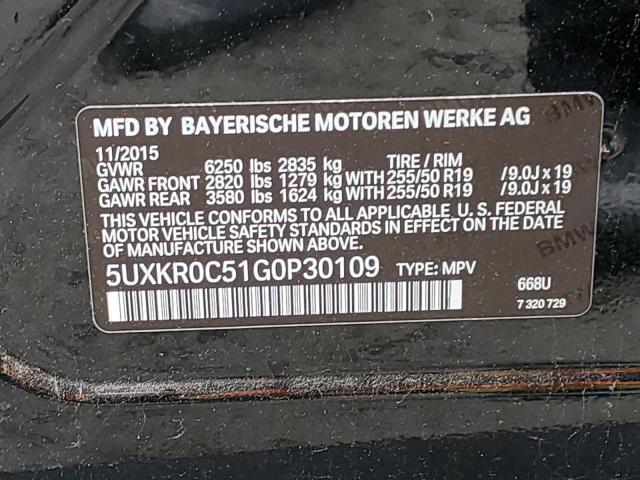 MFD BY BAYERISCHE MOTOREN WERKE AG
11/2015
GVWR 6250 lbs 2835 kg TIRE / RIM
GAWR FRONT 2820 lbs 1279 kg WITH 255/50 R19 / 9.0J x 19
GAWR REAR 3580 lbs 1624 kg WITH 255/50 R19 / 9.0J x 19
THIS VEHICLE CONFORMS TO ALL APPLICABLE U. S. FEDERAL
MOTOR VEHICLE SAFETY STANDARDS IN EFFECT ON THE DATE
OF MANUFACTURE SHOWN ABOVE.
5UXKR0C51G0P30109 TYPE: MPV
668U
7 320 729